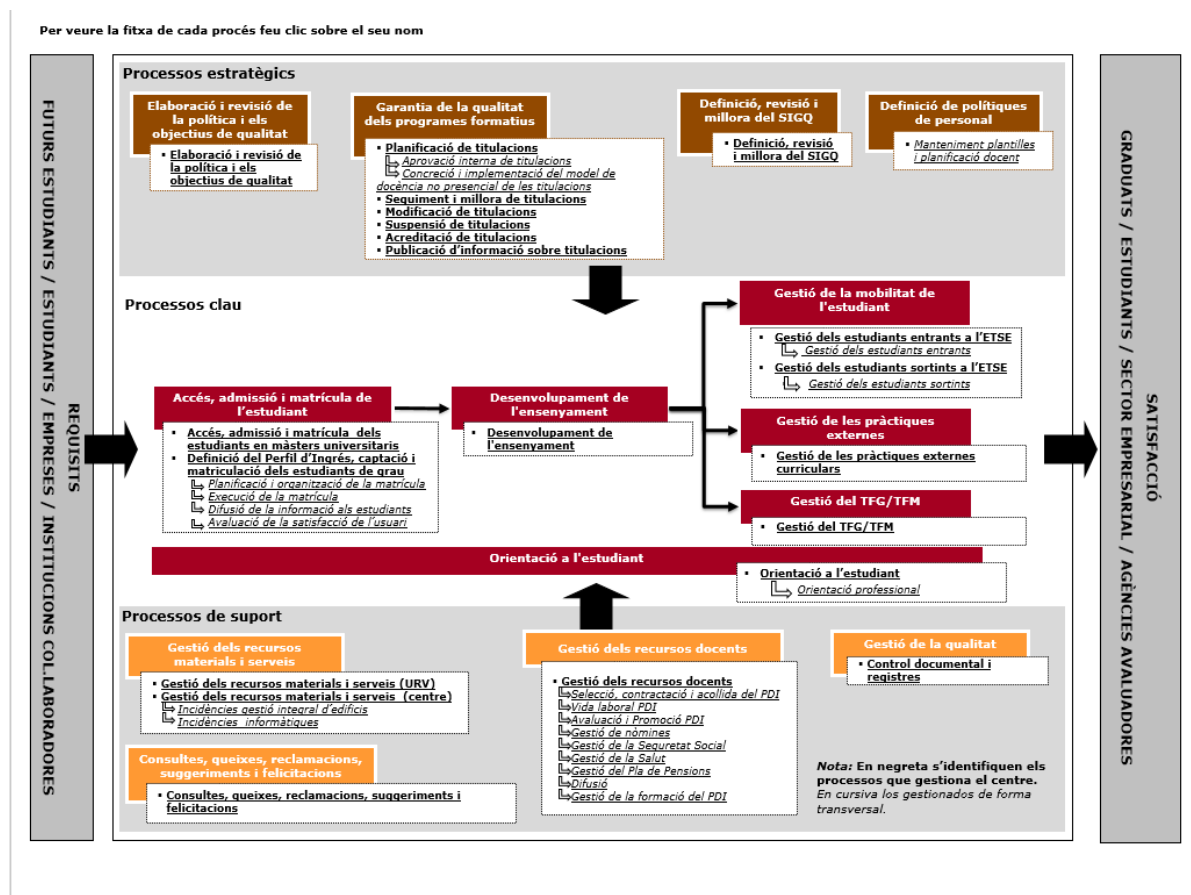 Per veure la fitxa de cada procés feu clic sobre el seu nom
FUTURS ESTUDIANTS / ESTUDIANTS / EMPRESES / INSTITUCIONS COL.LABORADORES
REQUISITS
Processos estratègics
Elaboració i revisió de
la política i els
objectius de qualitat
▪ Elaboració i revisió de
la política i els
objectius de qualitat
Garantia de la qualitat
dels programes formatius
▪ Planificació de titulacions
Aprovació interna de titulacions
Concreció i implementació del model de
docència no presencial de les titulacions
▪ Seguiment i millora de titulacions
▪ Modificació de titulacions
▪ Suspensió de titulacions
▪ Acreditació de titulacions
▪ Publicació d’informació sobre titulacions
Definició, revisió i
millora del SIGQ
▪ Definició, revisió
i millora del SIGQ
Definició de polítiques
de personal
▪ Manteniment plantilles
i planificació docent
Processos clau
Accés, admissió i matrícula de
l’estudiant
▪ Accés, admissió i matrícula dels
estudiants en màsters universitaris
▪ Definició del Perfil d’Ingrés, captació i
matriculació dels estudiants de grau
Planificació i organització de la matrícula
Execució de la matrícula
Difusió de la informació als estudiants
Avaluació de la satisfacció de l’usuari
Desenvolupament de
l'ensenyament
▪ Desenvolupament de
l'ensenyament
Gestió de la mobilitat de
l'estudiant
▪ Gestió dels estudiants entrants a l’ETSE
Gestió dels estudiants entrants
▪ Gestió dels estudiants sortints a l’ETSE
Gestió dels estudiants sortints
Gestió de les pràctiques
externes
▪ Gestió de les pràctiques externes
curriculars
Gestió del TFG/TFM
▪ Gestió del TFG/TFM
Orientació a l'estudiant
▪ Orientació a l’estudiant
Orientació professional
Processos de suport
Gestió dels recursos
materials i serveis
▪ Gestió dels recursos materials i serveis (URV)
▪ Gestió dels recursos materials i serveis (centre)
Incidències gestió integral d’edificis
Incidències informàtiques
Consultes, queixes, reclamacions,
suggeriments i felicitacions
▪ Consultes, queixes, reclamacions, suggeriments i
felicitacions
Gestió dels recursos docents
▪ Gestió dels recursos docents
Selecció, contractació i acollida del PDI
Vida laboral PDI
Avaluació i Promoció PDI
Gestió de nòmines
Gestió de la Seguretat Social
Gestió de la Salut
Gestió del Pla de Pensions
Difusió
Gestió de la formació del PDI
Gestió de la qualitat
▪ Control documental i
registres
Nota: En negreta s’identifiquen els
processos que gestiona el centre.
En cursiva los gestionados de forma
transversal.
SATISFACCIÓ
GRADUATS / ESTUDIANTS / SECTOR EMPRESARIAL / AGÈNCIES AVALUADORES